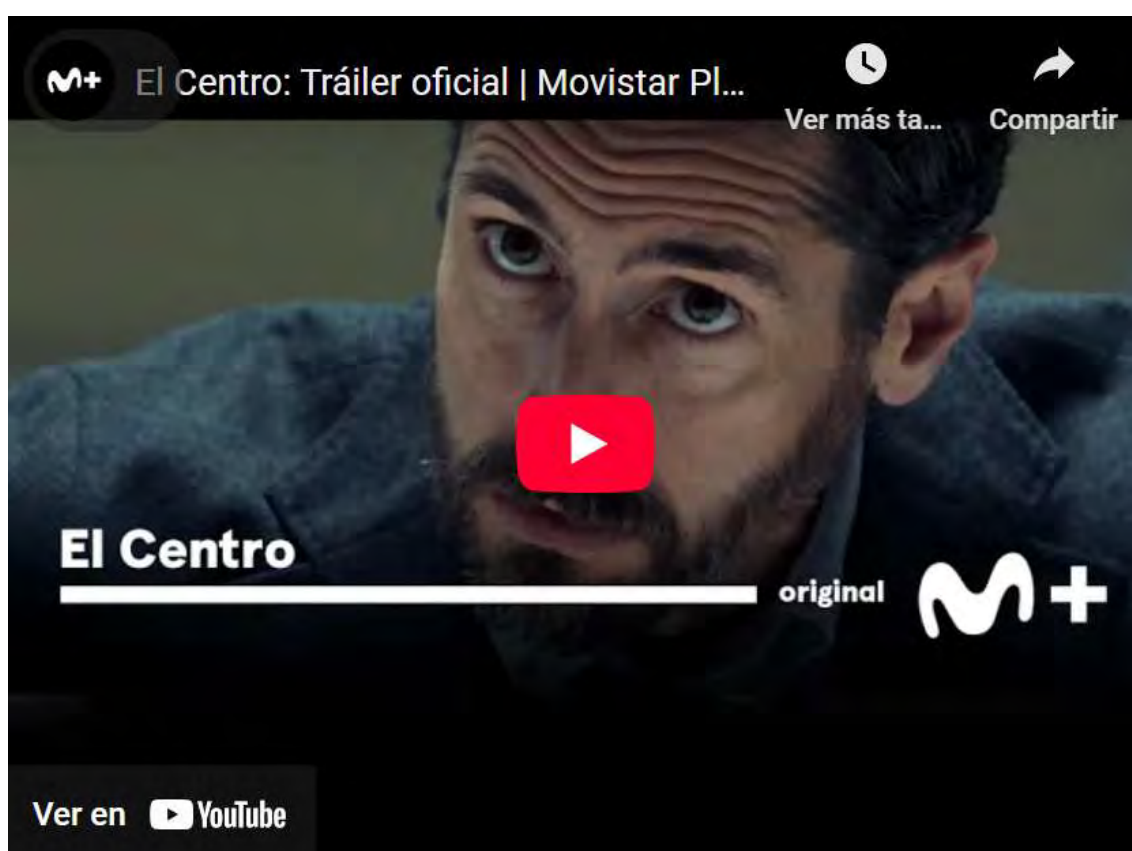 M+ El Centro: Tráiler oficial | Movistar Pl...
Ver más ta...
Compartir
El Centro
original M+
Ver en YouTube